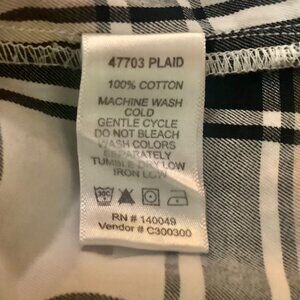 47703 PLAID
100% COTTON
MACHINE WASH
COLD
GENTLE CYCLE
DO NOT BLEACH
WASH COLORS
SEPARATELY
TUMBLE DRY LOW
IRON LOW
30C
RN # 140049
Vendor # C300300